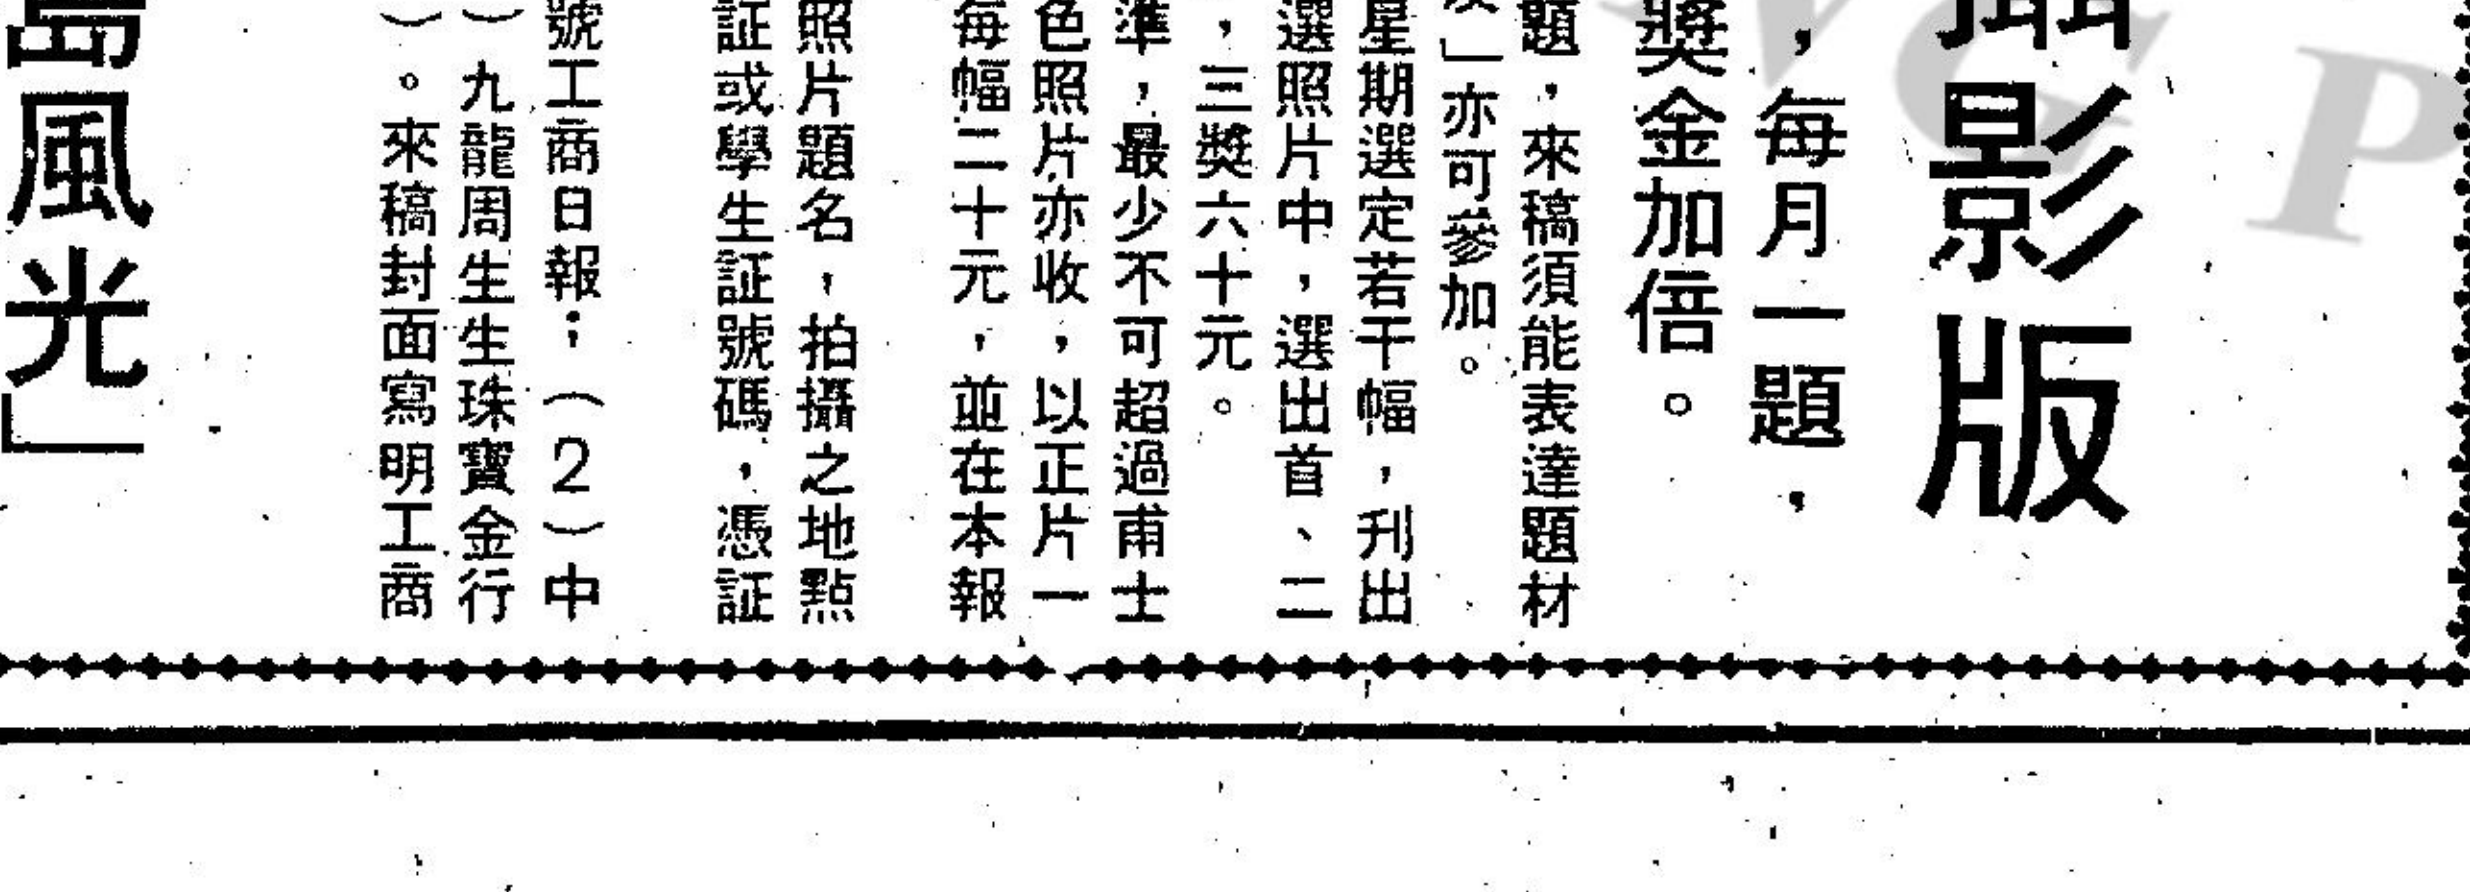 攝影版
，每月一題，
獎金加倍。
題，來稿須能表達題材
」亦可參加。
星期選定若干幅，刋出
選照片中，選出首、二
，三獎六十元。
準，最少不可超過甫士
色照片亦收，以正片一
每幅二十元，並在本報
照片題名，拍攝之地點
証或學生証號碼，憑証
號工商日報；（2）中
）九龍周生生珠寶金行
）。來稿封面寫明工商
島風光」